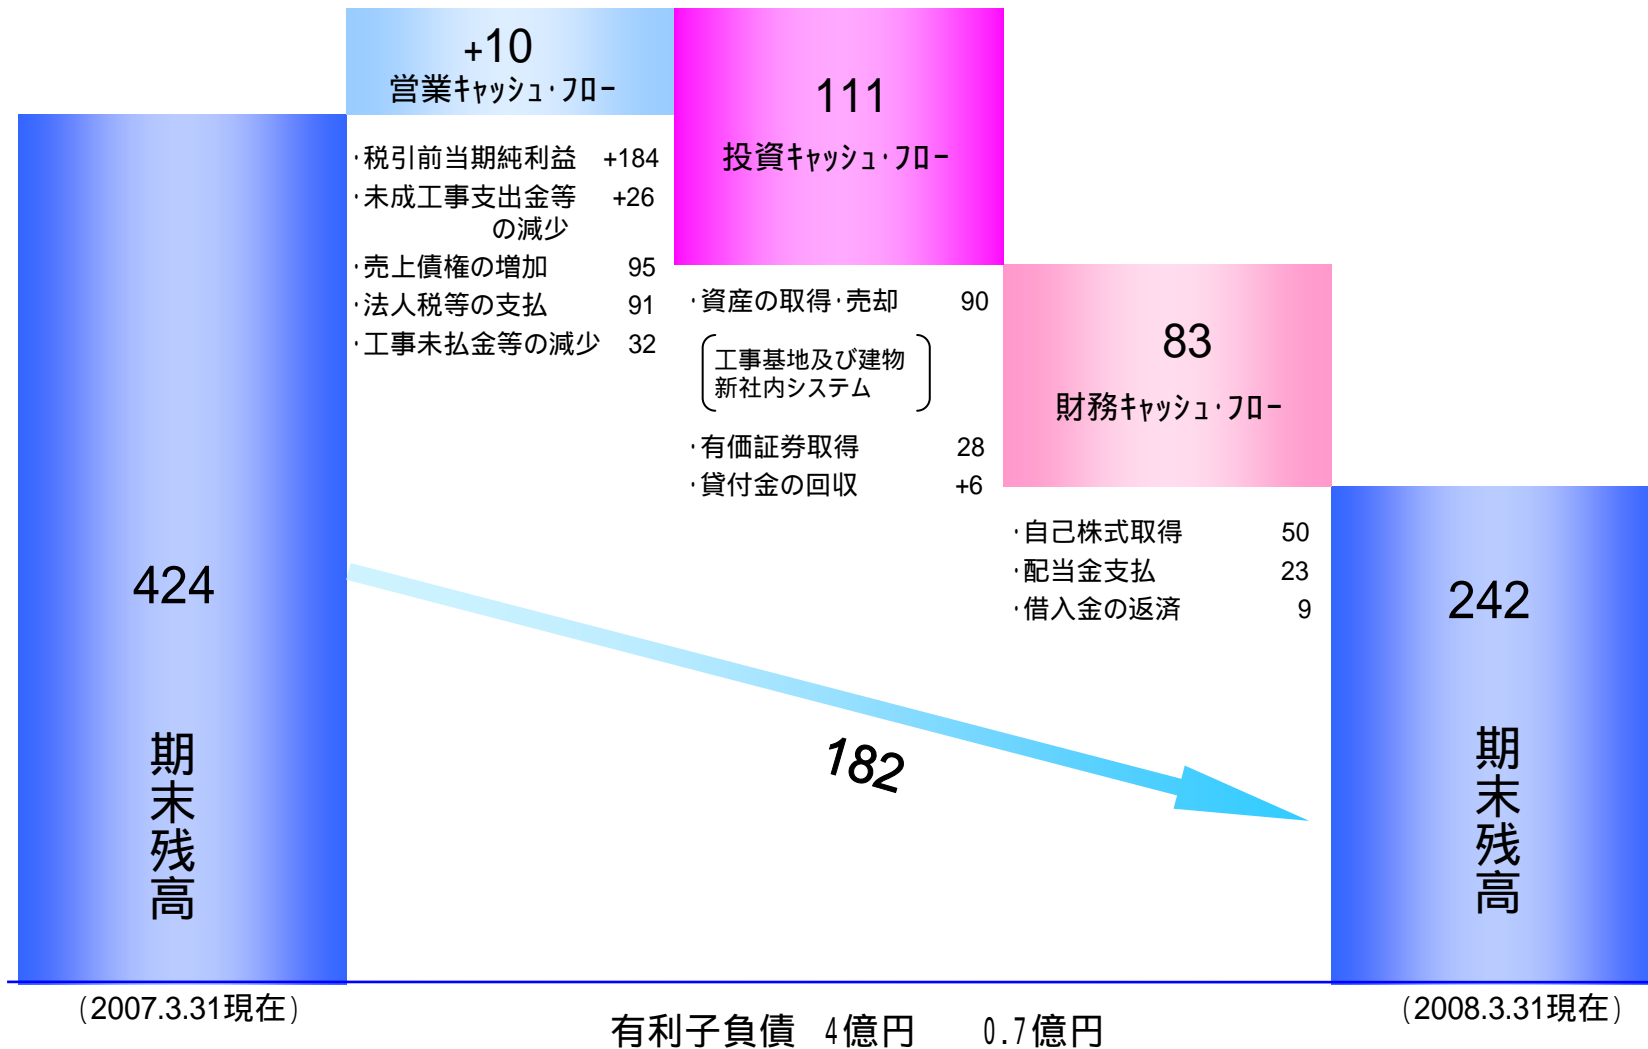 +10
営業キャッシュ・フロー
・税引前当期純利益 +184
・未成工事支出金等 +26
の減少
・売上債権の増加 95
・法人税等の支払 91
・工事未払金等の減少 32
111
投資キャッシュ・フロー
・資産の取得・売却 90
工事基地及び建物
新社内システム
・有価証券取得 28
・貸付金の回収 +6
83
財務キャッシュ・フロー
・自己株式取得 50
・配当金支払 23
・借入金の返済 9
424
期末残高
182
242
期末残高
(2007.3.31現在)
(2008.3.31現在)
有利子負債 4億円 0.7億円